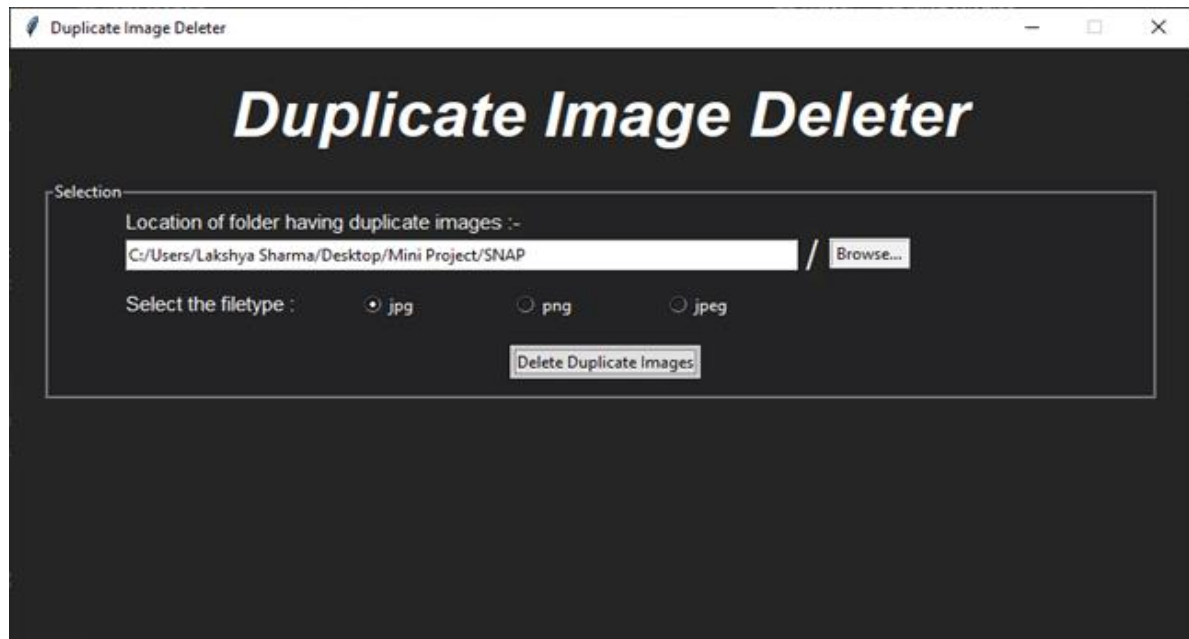 Duplicate Image Deleter
Duplicate Image Deleter
Selection
Location of folder having duplicate images :-
C:/Users/Lakshya Sharma/Desktop/Mini Project/SNAP / Browse...
Select the filetype : jpg png jpeg
Delete Duplicate Images